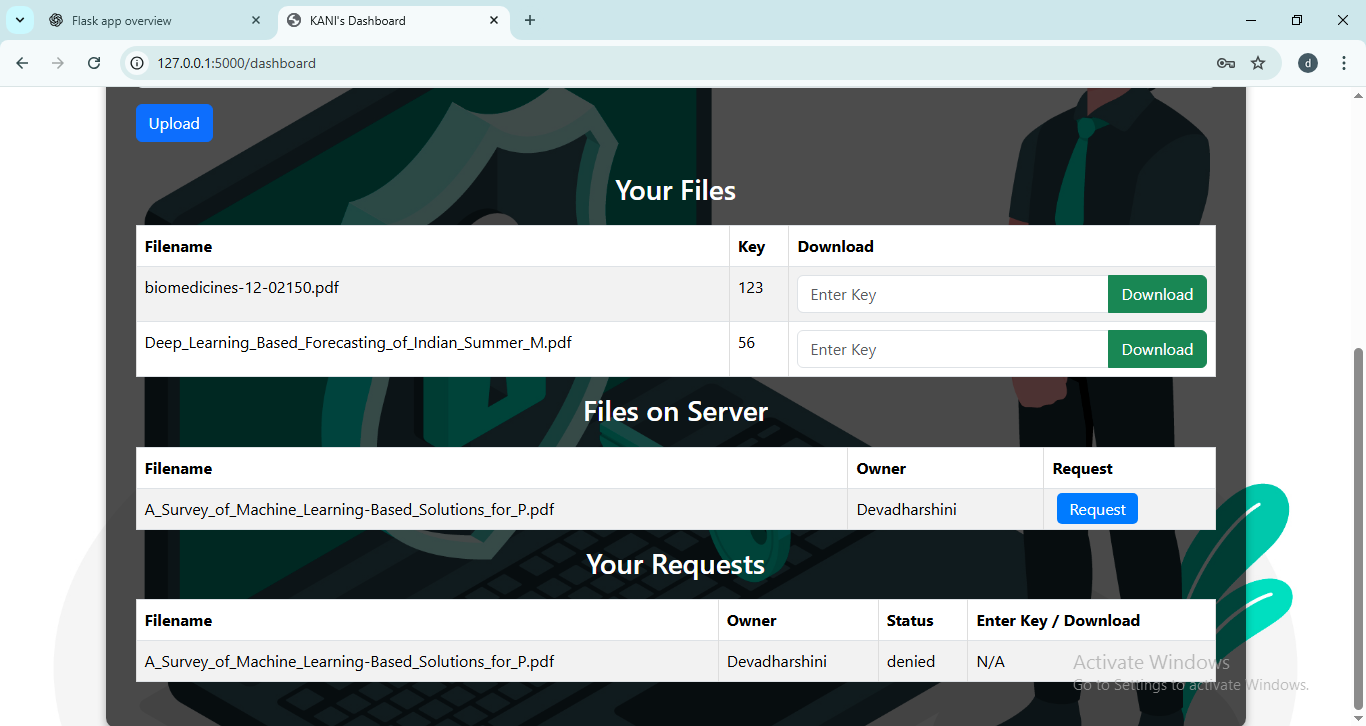 Flask app overview
KANI's Dashboard
127.0.0.1:5000/dashboard
d
Upload
Your Files
Filename Key Download
biomedicines-12-02150.pdf 123 Enter Key Download
Deep_Learning_Based_Forecasting_of_Indian_Summer_M.pdf 56 Enter Key Download
Files on Server
Filename Owner Request
A_Survey_of_Machine_Learning-Based_Solutions_for_P.pdf Devadharshini Request
Your Requests
Filename Owner Status Enter Key / Download
A_Survey_of_Machine_Learning-Based_Solutions_for_P.pdf Devadharshini denied N/A
Activate Windows
Go to Settings to activate Windows.